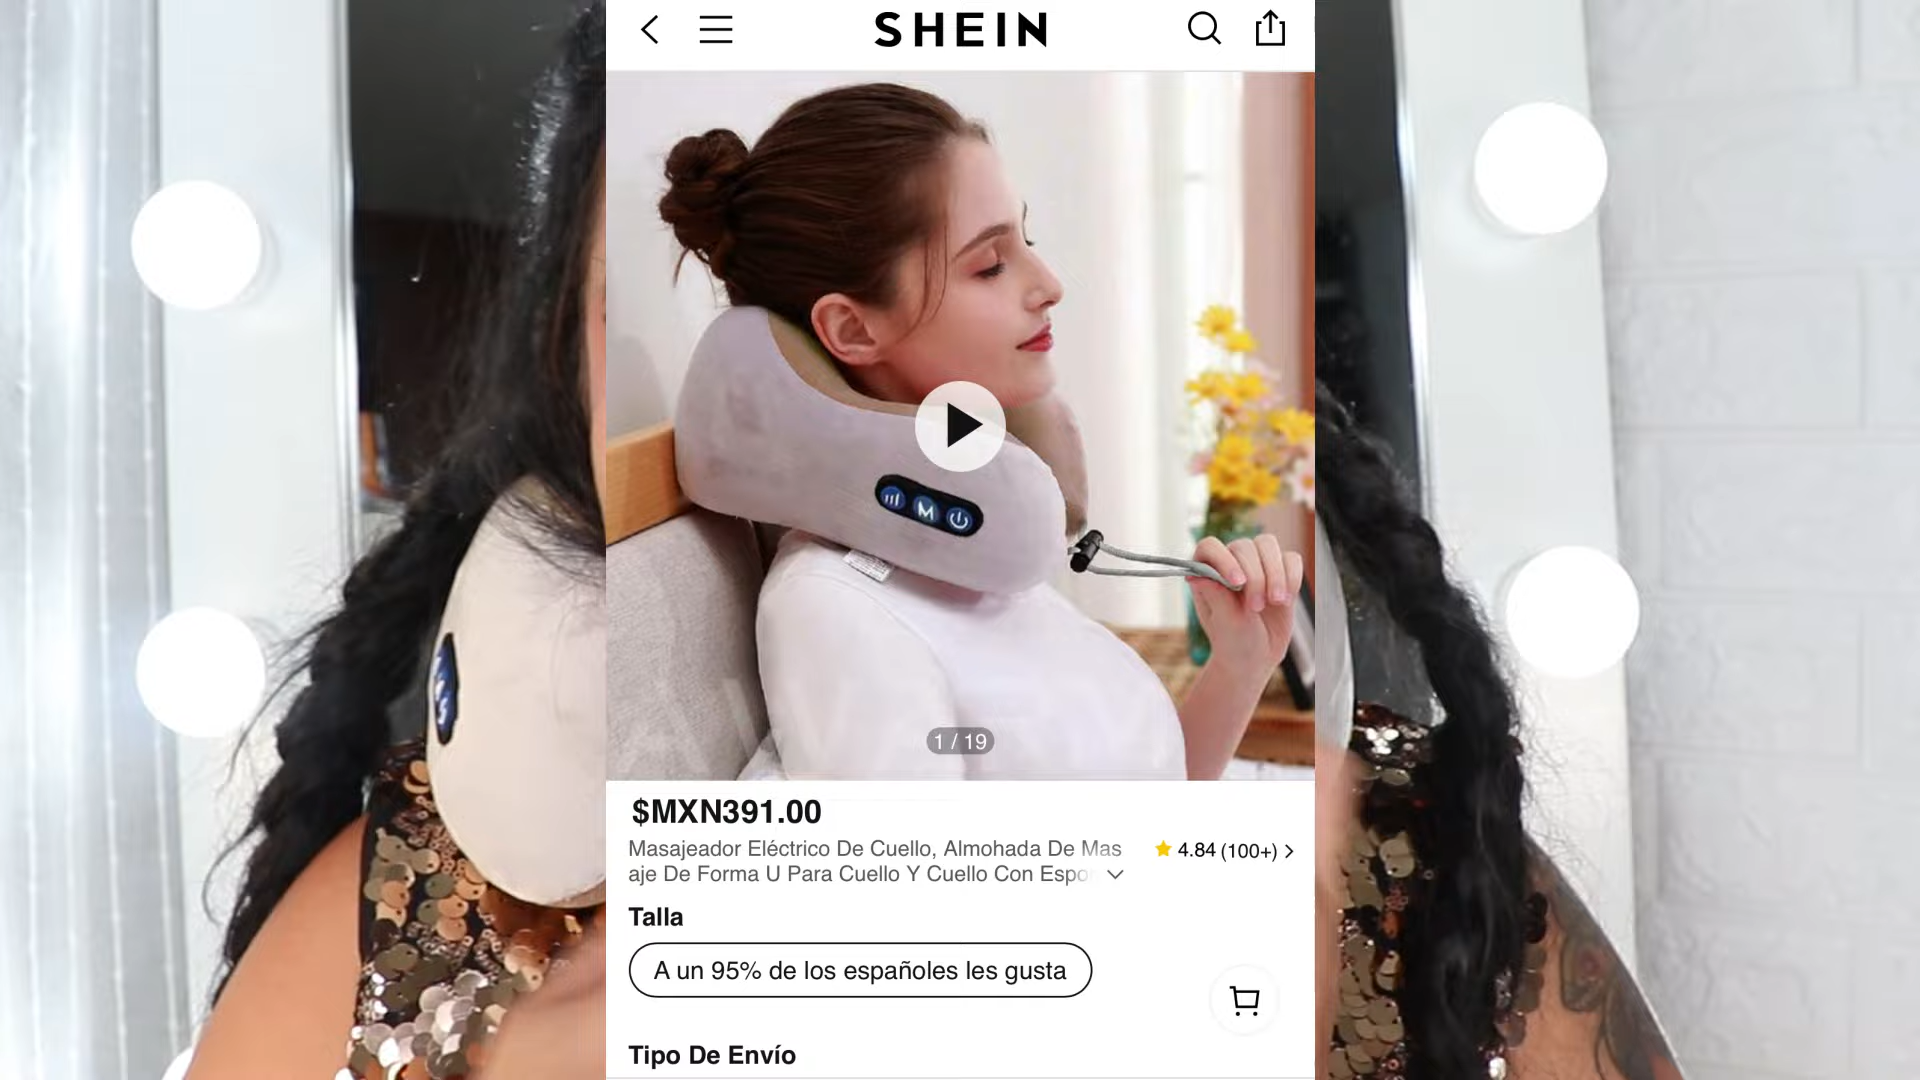 SHEIN
M
1 / 19
$MXN391.00
Masajeador Eléctrico De Cuello, Almohada De Mas
aje De Forma U Para Cuello Y Cuello Con Espo
4.84 (100+)
Talla
A un 95% de los españoles les gusta
Tipo De Envío